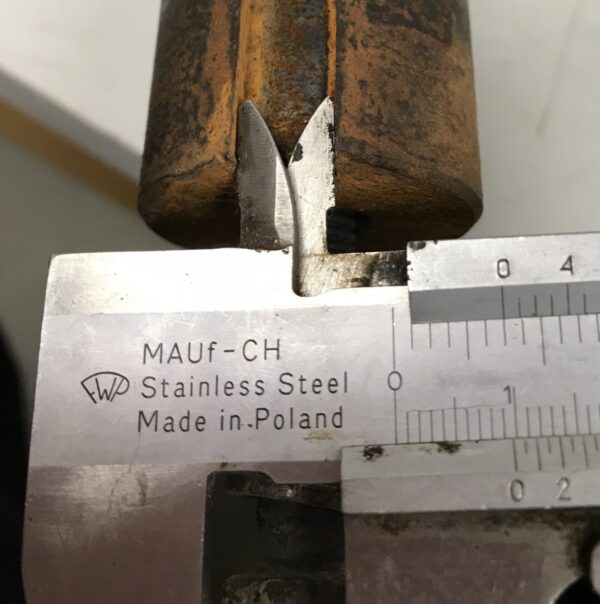 0 4
MAUf-CH
FWP Stainless Steel
Made in Poland
0
1
0 2